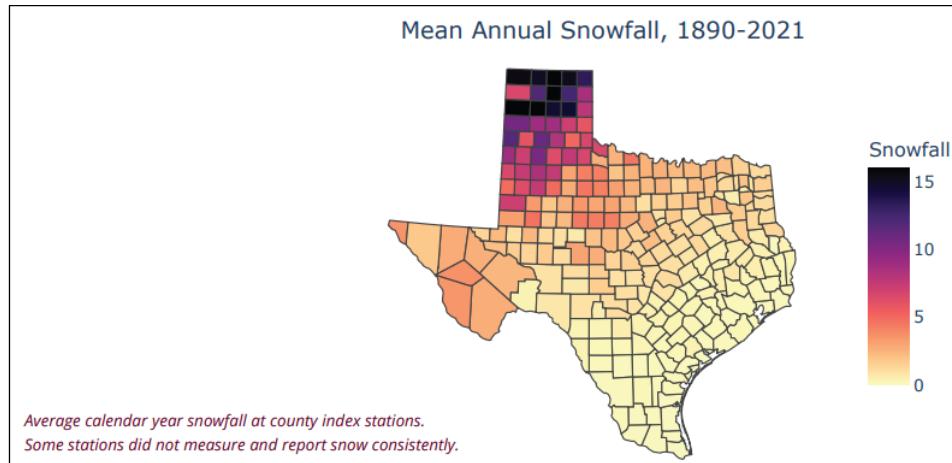 Mean Annual Snowfall, 1890-2021
Snowfall
15
10
5
0
Average calendar year snowfall at county index stations.
Some stations did not measure and report snow consistently.